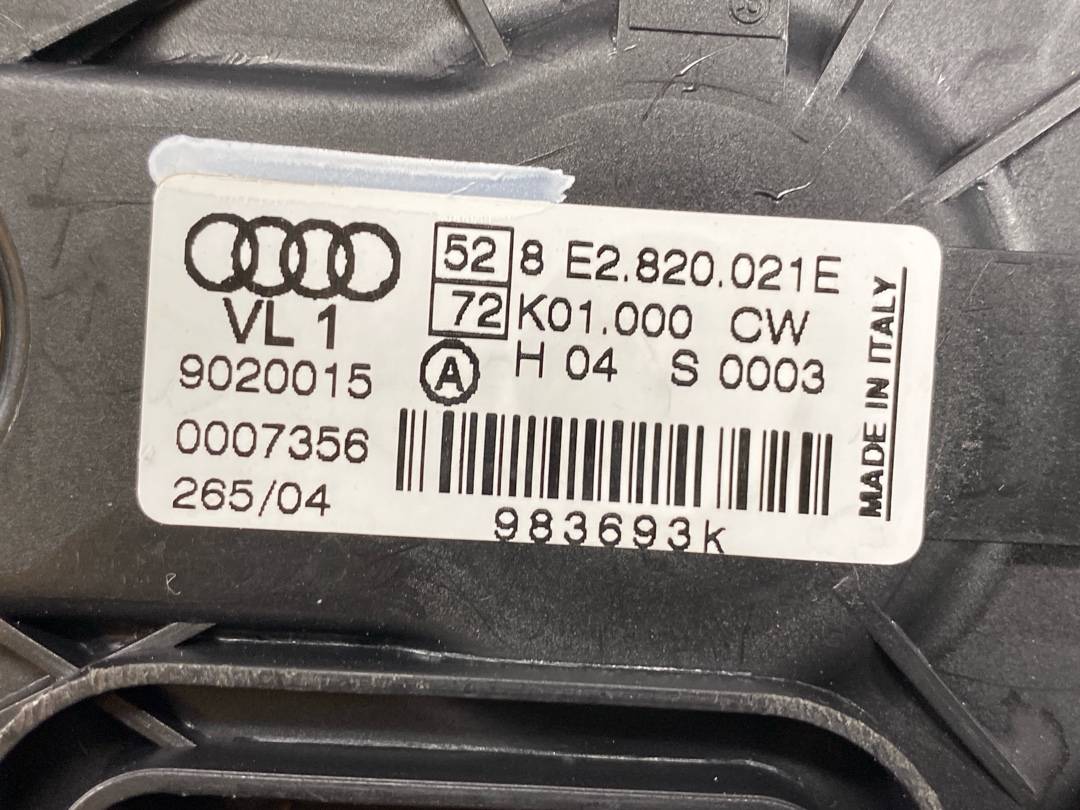 VL 1
9020015
0007356
265/04
52 8 E2.820.021E
72 K01.000 CW
A H 04 S 0003
983693k
MADE IN ITALY